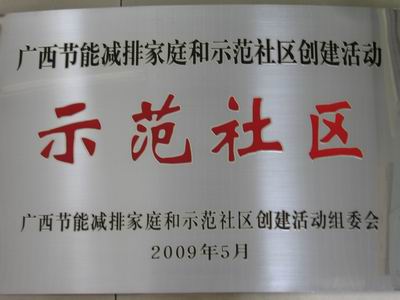 广西节能减排家庭和示范社区创建活动
示范社区
广西节能减排家庭和示范社区创建活动组委会
2009年5月